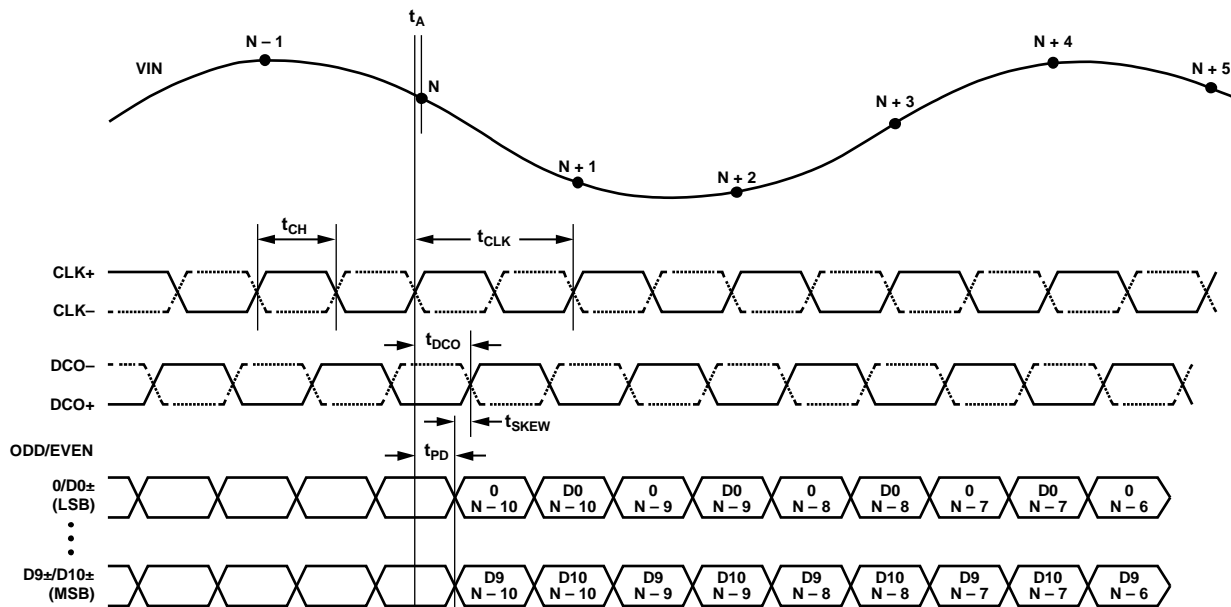 tA
N – 1
N + 4
VIN
N + 5
N
N + 3
N + 1
N + 2
tCH
tCLK
CLK+
CLK–
tDCO
DCO–
DCO+
tSKEW
ODD/EVEN
tPD
0/D0±
(LSB)
0 D0 0 D0 0 D0 0 D0 0
N – 10 N – 10 N – 9 N – 9 N – 8 N – 8 N – 7 N – 7 N – 6
D9±/D10±
(MSB)
D9 D10 D9 D10 D9 D10 D9 D10 D9
N – 10 N – 10 N – 9 N – 9 N – 8 N – 8 N – 7 N – 7 N – 6